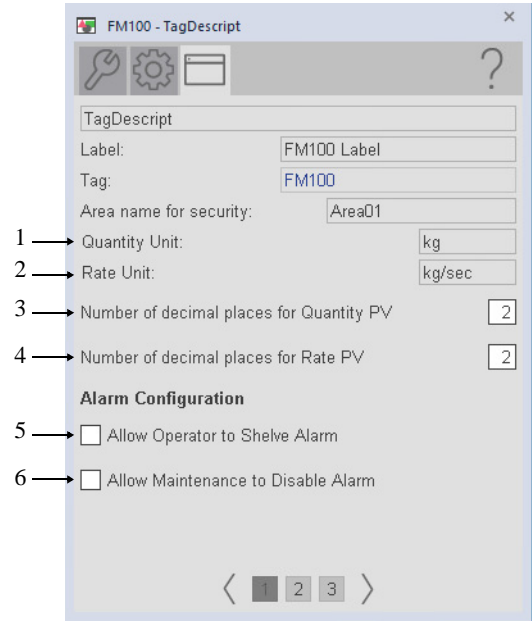 FM100 - TagDescript
?
TagDescript
Label: FM100 Label
Tag: FM100
Area name for security: Area01
1 Quantity Unit: kg
2 Rate Unit: kg/sec
3 Number of decimal places for Quantity PV 2
4 Number of decimal places for Rate PV 2
Alarm Configuration
5 Allow Operator to Shelve Alarm
6 Allow Maintenance to Disable Alarm
1 2 3